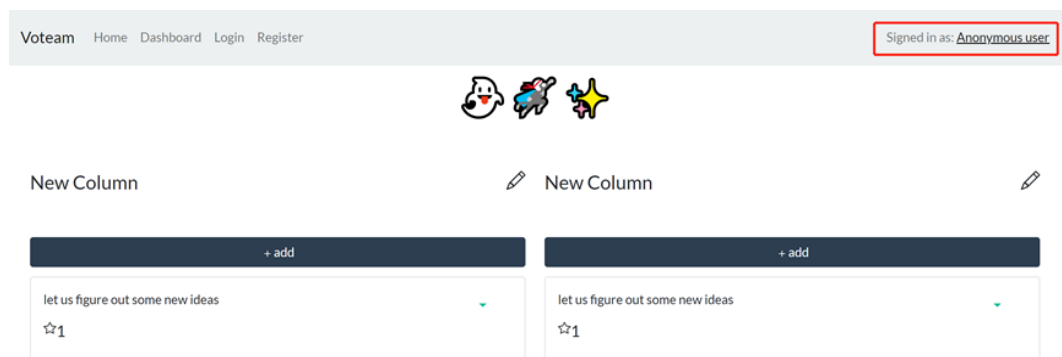 Voteam Home Dashboard Login Register Signed in as: Anonymous user
New Column
New Column
+ add
+ add
let us figure out some new ideas
1
let us figure out some new ideas
1